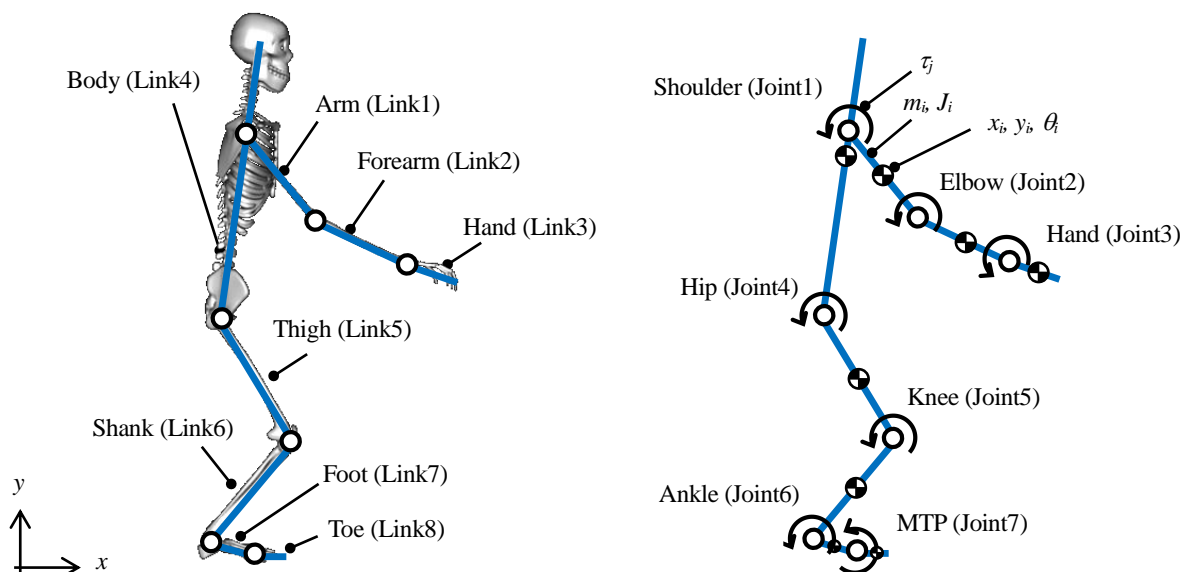 Body (Link4)
Arm (Link1)
Forearm (Link2)
Hand (Link3)
Thigh (Link5)
Shank (Link6)
Foot (Link7)
Toe (Link8)
y
x
τj
Shoulder (Joint1)
mi, Ji
xi, yi, θi
Elbow (Joint2)
Hand (Joint3)
Hip (Joint4)
Knee (Joint5)
Ankle (Joint6)
MTP (Joint7)